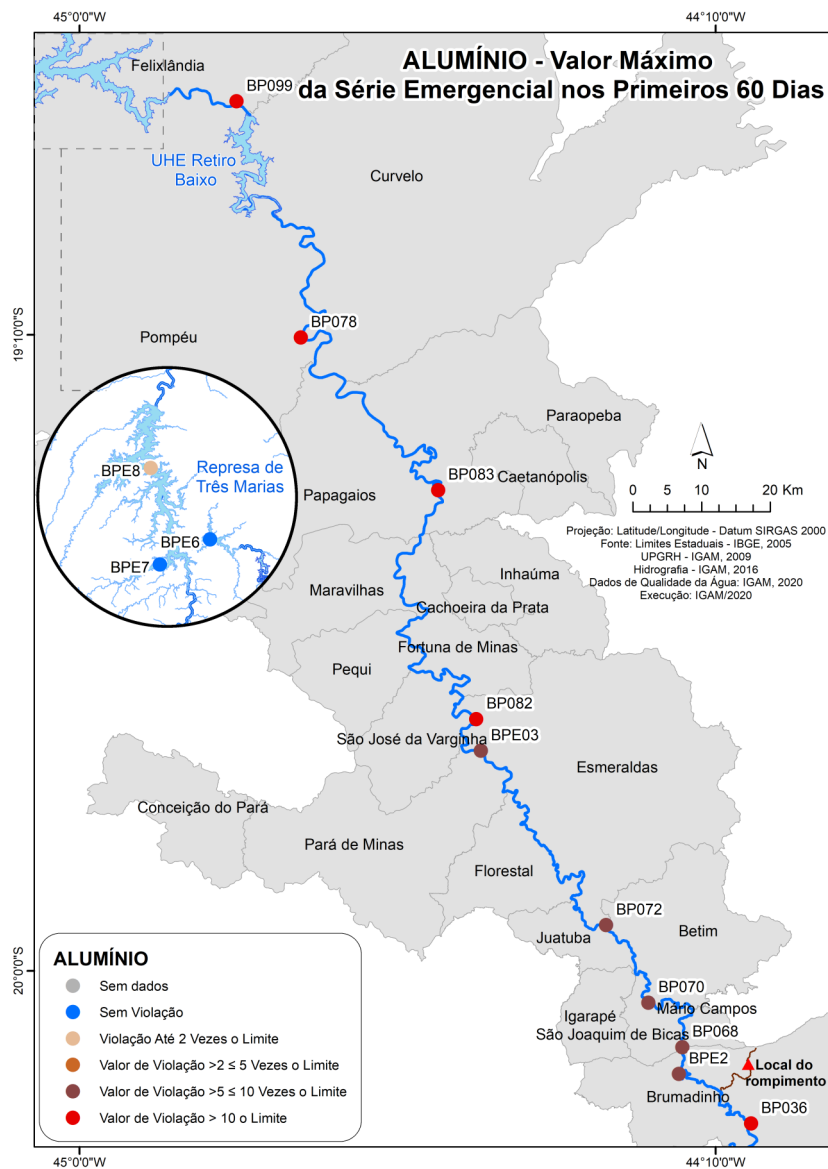 45°0'0"W
44°10'0"W
ALUMÍNIO - Valor Máximo
da Série Emergencial nos Primeiros 60 Dias
Felixlândia
BP099
UHE Retiro
Baixo
Curvelo
19°10'0"S
BP078
Pompéu
Paraopeba
BPE8
Represa de
Três Marias
BP083
Caetanópolis
N
Papagaios
0 5 10 20 Km
BPE6
BPE7
Projeção: Latitude/Longitude - Datum SIRGAS 2000
Fonte: Limites Estaduais - IBGE, 2005
UPGRH - IGAM, 2009
Hidrografia - IGAM, 2016
Dados de Qualidade da Água: IGAM, 2020
Execução: IGAM/2020
Inhaúma
Maravilhas
Cachoeira da Prata
Fortuna de Minas
Pequi
BP082
São José da Varginha
BPE03
Esmeraldas
Conceição do Pará
Pará de Minas
Florestal
BP072
Juatuba
Betim
20°0'0"S
BP070
Mário Campos
Igarapé
São Joaquim de Bicas
BP068
BPE2
Local do
rompimento
Brumadinho
BP036
ALUMÍNIO
Sem dados
Sem Violação
Violação Até 2 Vezes o Limite
Valor de Violação >2 ≤ 5 Vezes o Limite
Valor de Violação >5 ≤ 10 Vezes o Limite
Valor de Violação > 10 o Limite
45°0'0"W
44°10'0"W